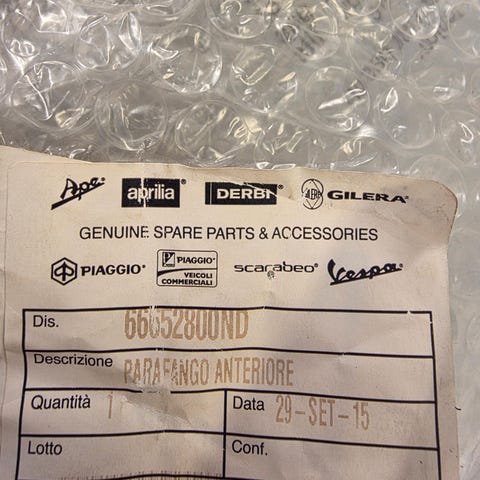 Ape aprilia DERBI GILERA
GENUINE SPARE PARTS & ACCESSORIES
PIAGGIO PIAGGIO VEICOLI COMMERCIALI scarabeo Vespa
Dis. 66652800ND
Descrizione PARAFANGO ANTERIORE
Quantità 1 Data 29-SET-15
Lotto Conf.